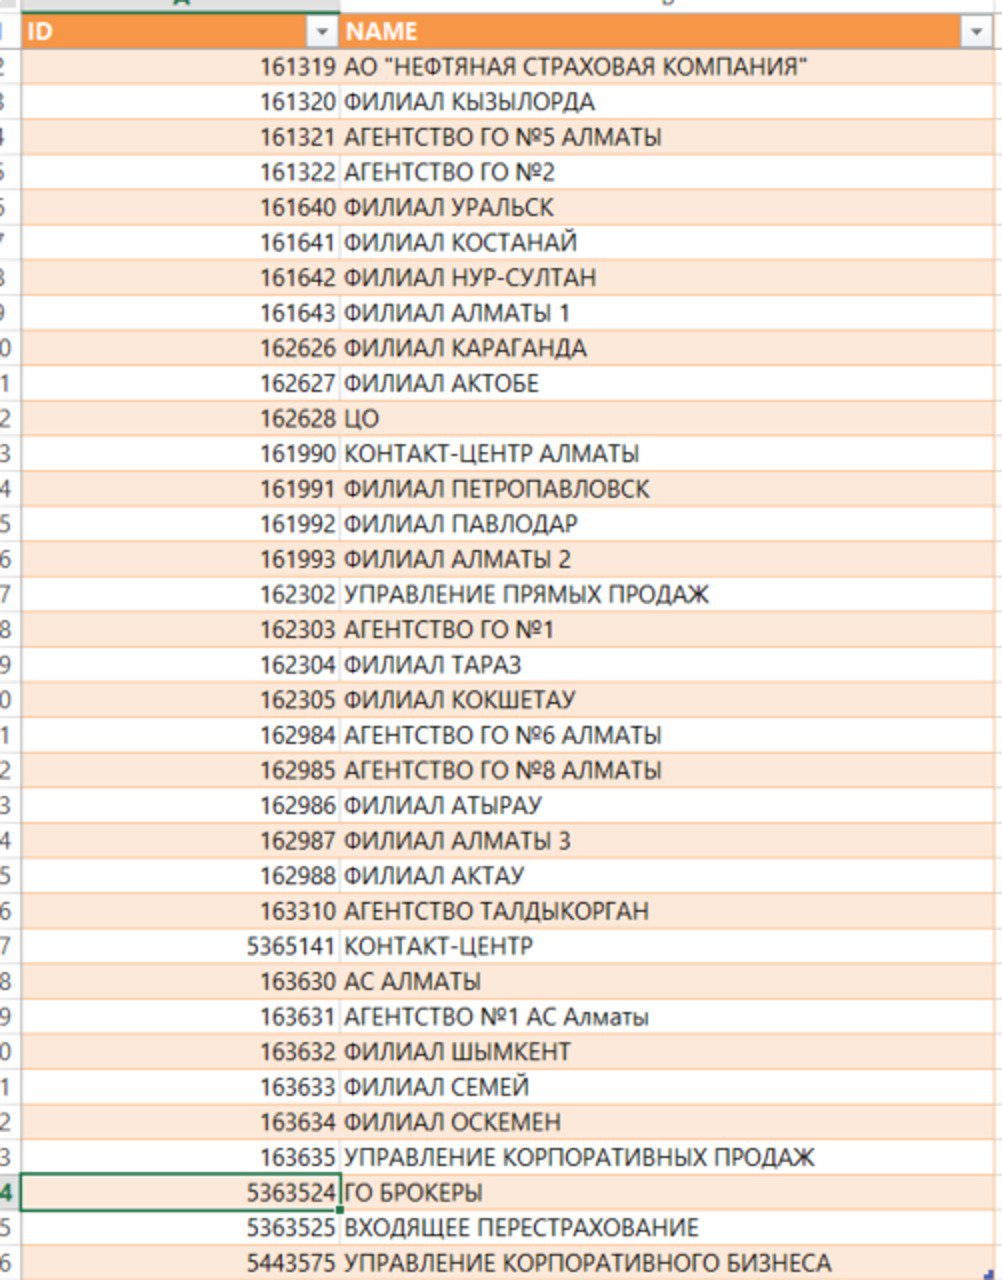 ID NAME
161319 АО "НЕФТЯНАЯ СТРАХОВАЯ КОМПАНИЯ"
161320 ФИЛИАЛ КЫЗЫЛОРДА
161321 АГЕНТСТВО ГО №5 АЛМАТЫ
161322 АГЕНТСТВО ГО №2
161640 ФИЛИАЛ УРАЛЬСК
161641 ФИЛИАЛ КОСТАНАЙ
161642 ФИЛИАЛ НУР-СУЛТАН
161643 ФИЛИАЛ АЛМАТЫ 1
162626 ФИЛИАЛ КАРАГАНДА
162627 ФИЛИАЛ АКТОБЕ
162628 ЦО
161990 КОНТАКТ-ЦЕНТР АЛМАТЫ
161991 ФИЛИАЛ ПЕТРОПАВЛОВСК
161992 ФИЛИАЛ ПАВЛОДАР
161993 ФИЛИАЛ АЛМАТЫ 2
162302 УПРАВЛЕНИЕ ПРЯМЫХ ПРОДАЖ
162303 АГЕНТСТВО ГО №1
162304 ФИЛИАЛ ТАРАЗ
162305 ФИЛИАЛ КОКШЕТАУ
162984 АГЕНТСТВО ГО №6 АЛМАТЫ
162985 АГЕНТСТВО ГО №8 АЛМАТЫ
162986 ФИЛИАЛ АТЫРАУ
162987 ФИЛИАЛ АЛМАТЫ 3
162988 ФИЛИАЛ АКТАУ
163310 АГЕНТСТВО ТАЛДЫКОРГАН
5365141 КОНТАКТ-ЦЕНТР
163630 АС АЛМАТЫ
163631 АГЕНТСТВО №1 АС Алматы
163632 ФИЛИАЛ ШЫМКЕНТ
163633 ФИЛИАЛ СЕМЕЙ
163634 ФИЛИАЛ ОСКЕМЕН
163635 УПРАВЛЕНИЕ КОРПОРАТИВНЫХ ПРОДАЖ
5363524 ГО БРОКЕРЫ
5363525 ВХОДЯЩЕЕ ПЕРЕСТРАХОВАНИЕ
5443575 УПРАВЛЕНИЕ КОРПОРАТИВНОГО БИЗНЕСА